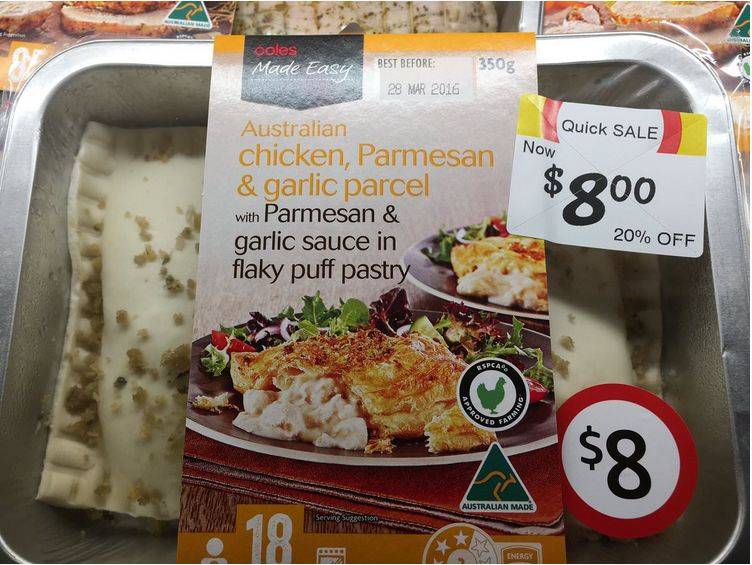 coles
Made Easy
BEST BEFORE:
28 MAR 2016
350g
Australian
chicken, Parmesan
& garlic parcel
with Parmesan &
garlic sauce in
flaky puff pastry
Quick SALE
Now
$8.00
20% OFF
RSPCA
APPROVED FARMING
$8
AUSTRALIAN MADE
18
Serving Suggestion
ENERGY
AUSTRALIAN MADE